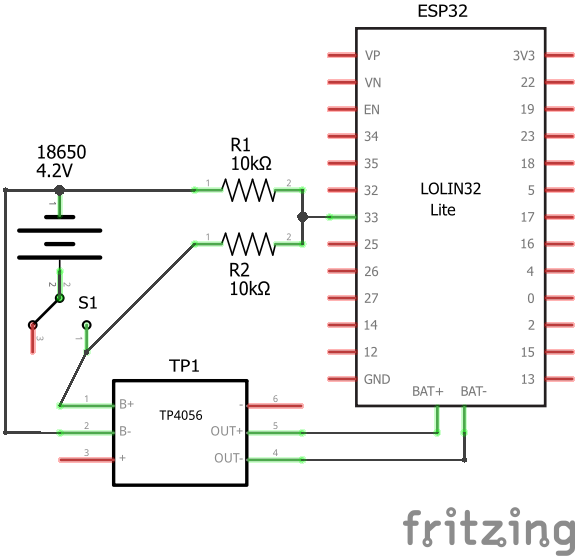 ESP32
VP
3V3
VN
22
EN
19
34
23
18650
4.2V
R1
10kΩ
35
18
1
2
32
LOLIN32
Lite
5
1
33
17
1
2
25
16
R2
10kΩ
26
4
2
2
S1
27
0
3
1
14
2
12
15
TP1
GND
13
BAT+
BAT-
1
B+
TP4056
-
6
2
B-
OUT+
5
3
+
OUT-
4
fritzing